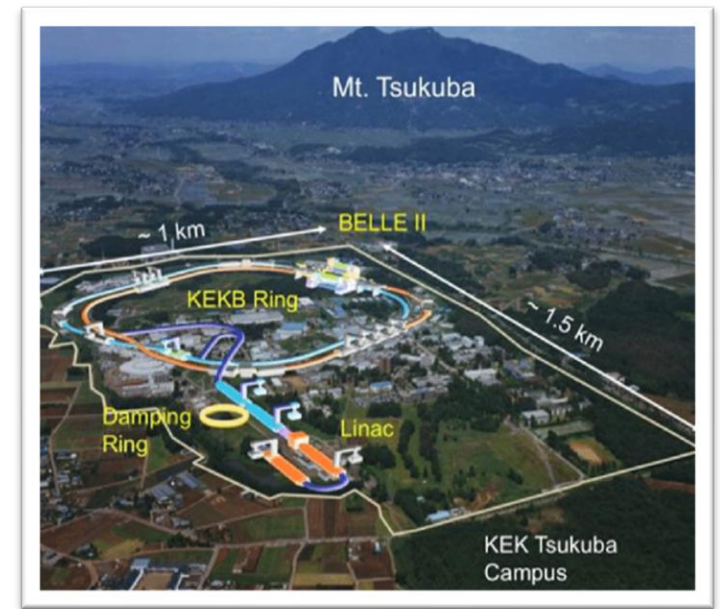 Mt. Tsukuba
BELLE II
~ 1 km
KEKB Ring
~ 1.5 km
Damping
Ring
Linac
KEK Tsukuba
Campus